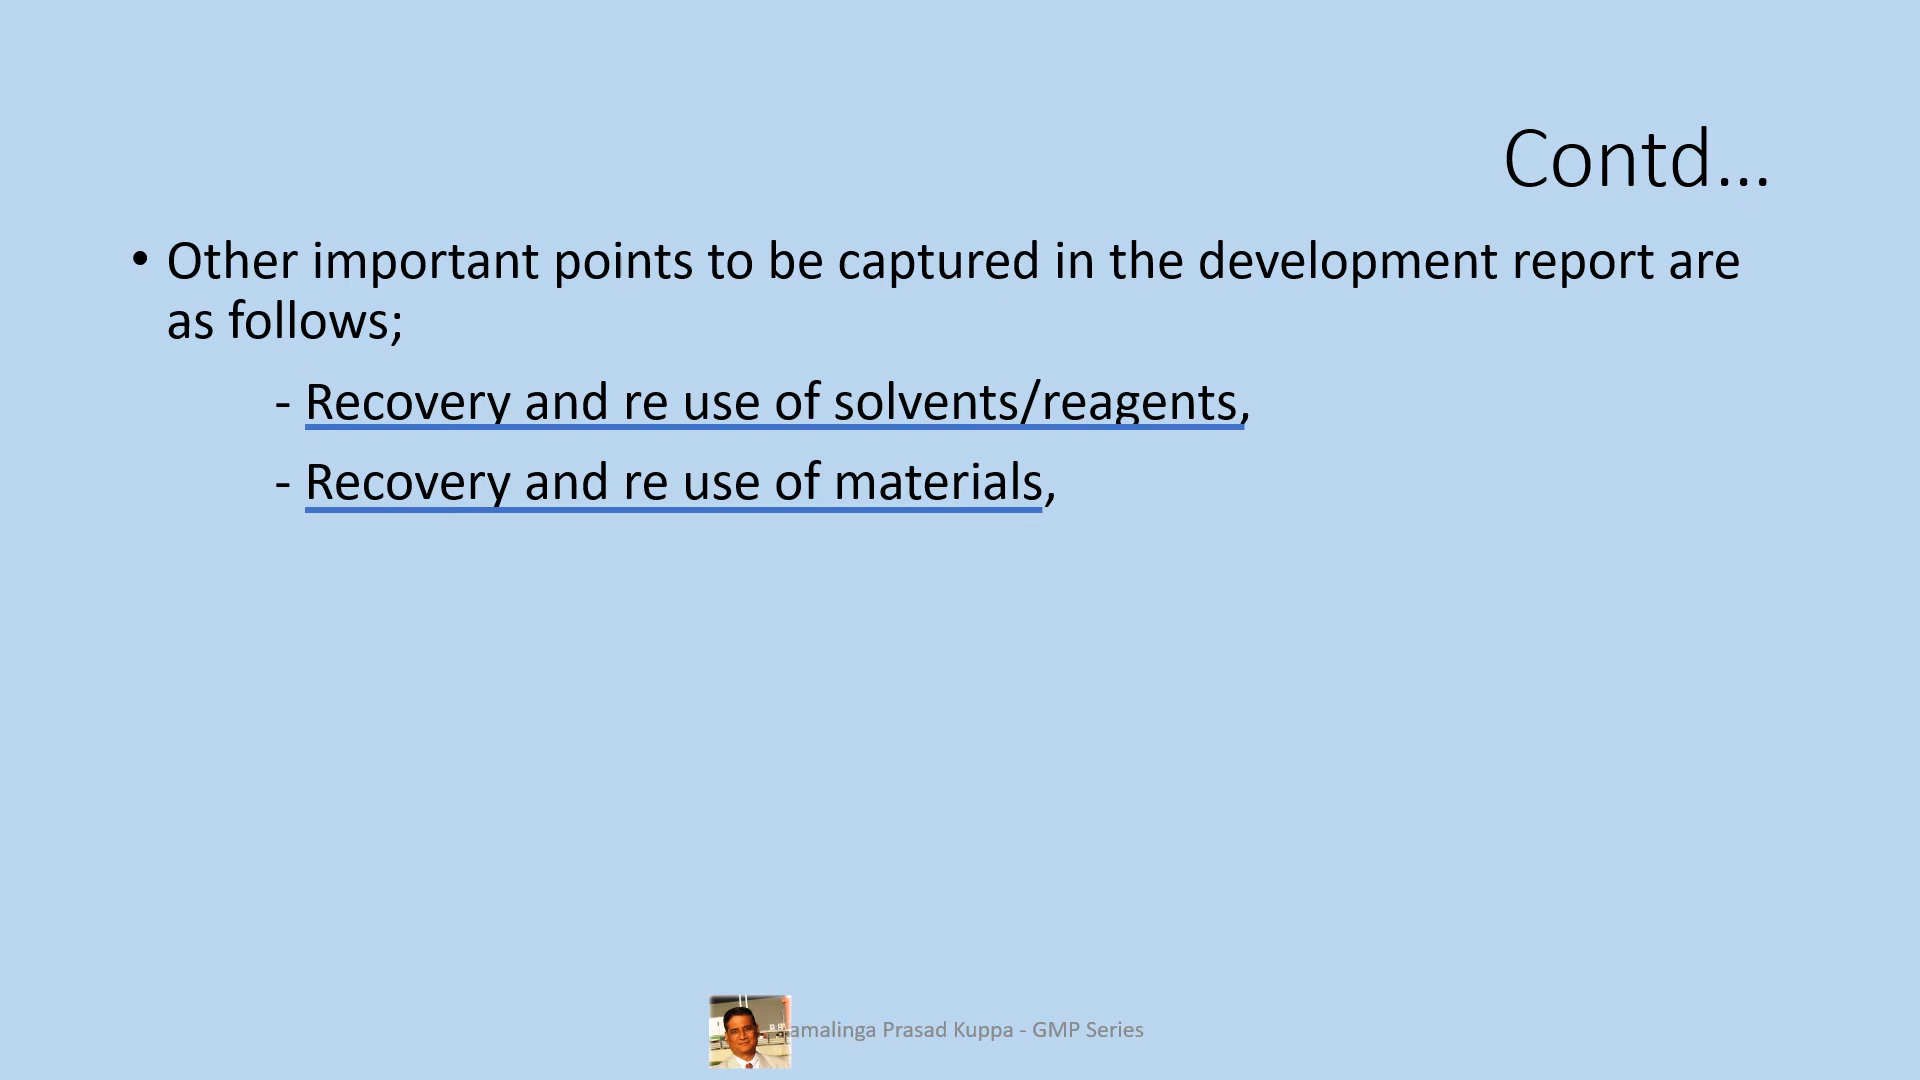 Contd...
• Other important points to be captured in the development report are
as follows;
- Recovery and re use of solvents/reagents,
- Recovery and re use of materials,
Prasad Kuppa - GMP Series